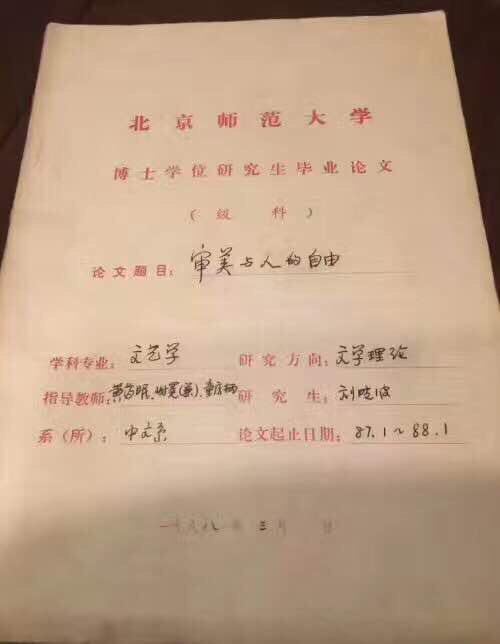 北京师范大学
博士学位研究生毕业论文
（ 级 科 ）
论文题目：审美与人的自由
学科专业：文艺学 研究方向：文学理论
指导教师：黄药眠、谢冕(兼)、童庆炳 研究生：刘晓波
系（所）：中文系 论文起止日期：87.1～88.1
一九八八年三月 日